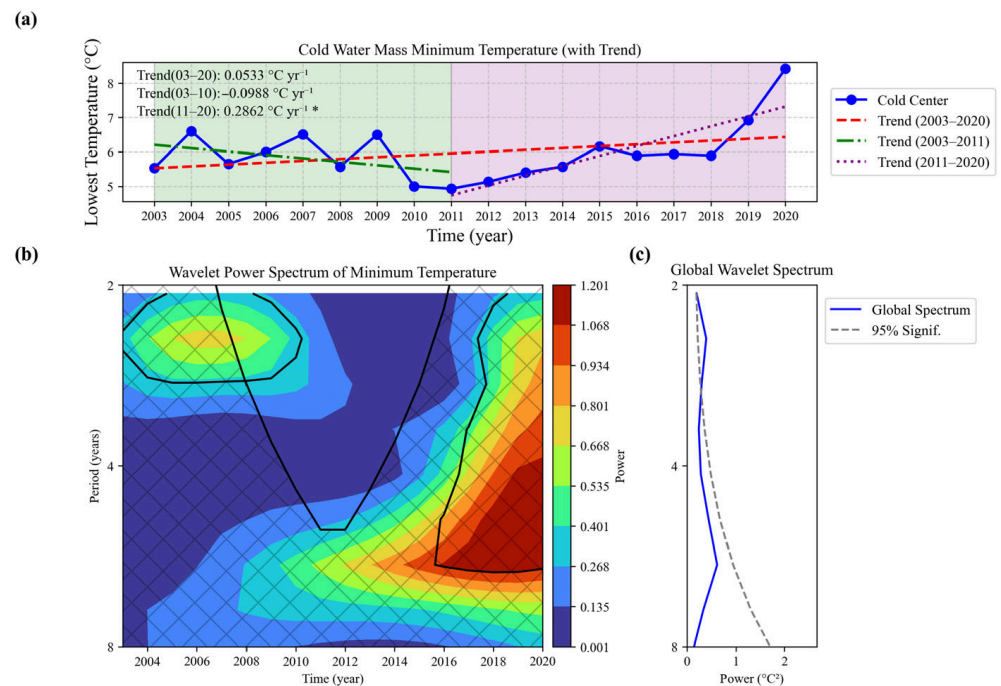 (a)
Cold Water Mass Minimum Temperature (with Trend)
Lowest Temperature (°C)
8
7
6
5
Trend(03–20): 0.0533 °C yr⁻¹
Trend(03–10): –0.0988 °C yr⁻¹
Trend(11–20): 0.2862 °C yr⁻¹ *
2003 2004 2005 2006 2007 2008 2009 2010 2011 2012 2013 2014 2015 2016 2017 2018 2019 2020
Time (year)
Cold Center
Trend (2003–2020)
Trend (2003–2011)
Trend (2011–2020)
(b)
Wavelet Power Spectrum of Minimum Temperature
Period (years)
2
4
8
2004 2006 2008 2010 2012 2014 2016 2018 2020
Time (year)
1.201
1.068
0.934
0.801
0.668
0.535
0.401
0.268
0.135
0.001
Power
(c)
Global Wavelet Spectrum
2
4
8
0 1 2
Power (°C²)
Global Spectrum
95% Signif.